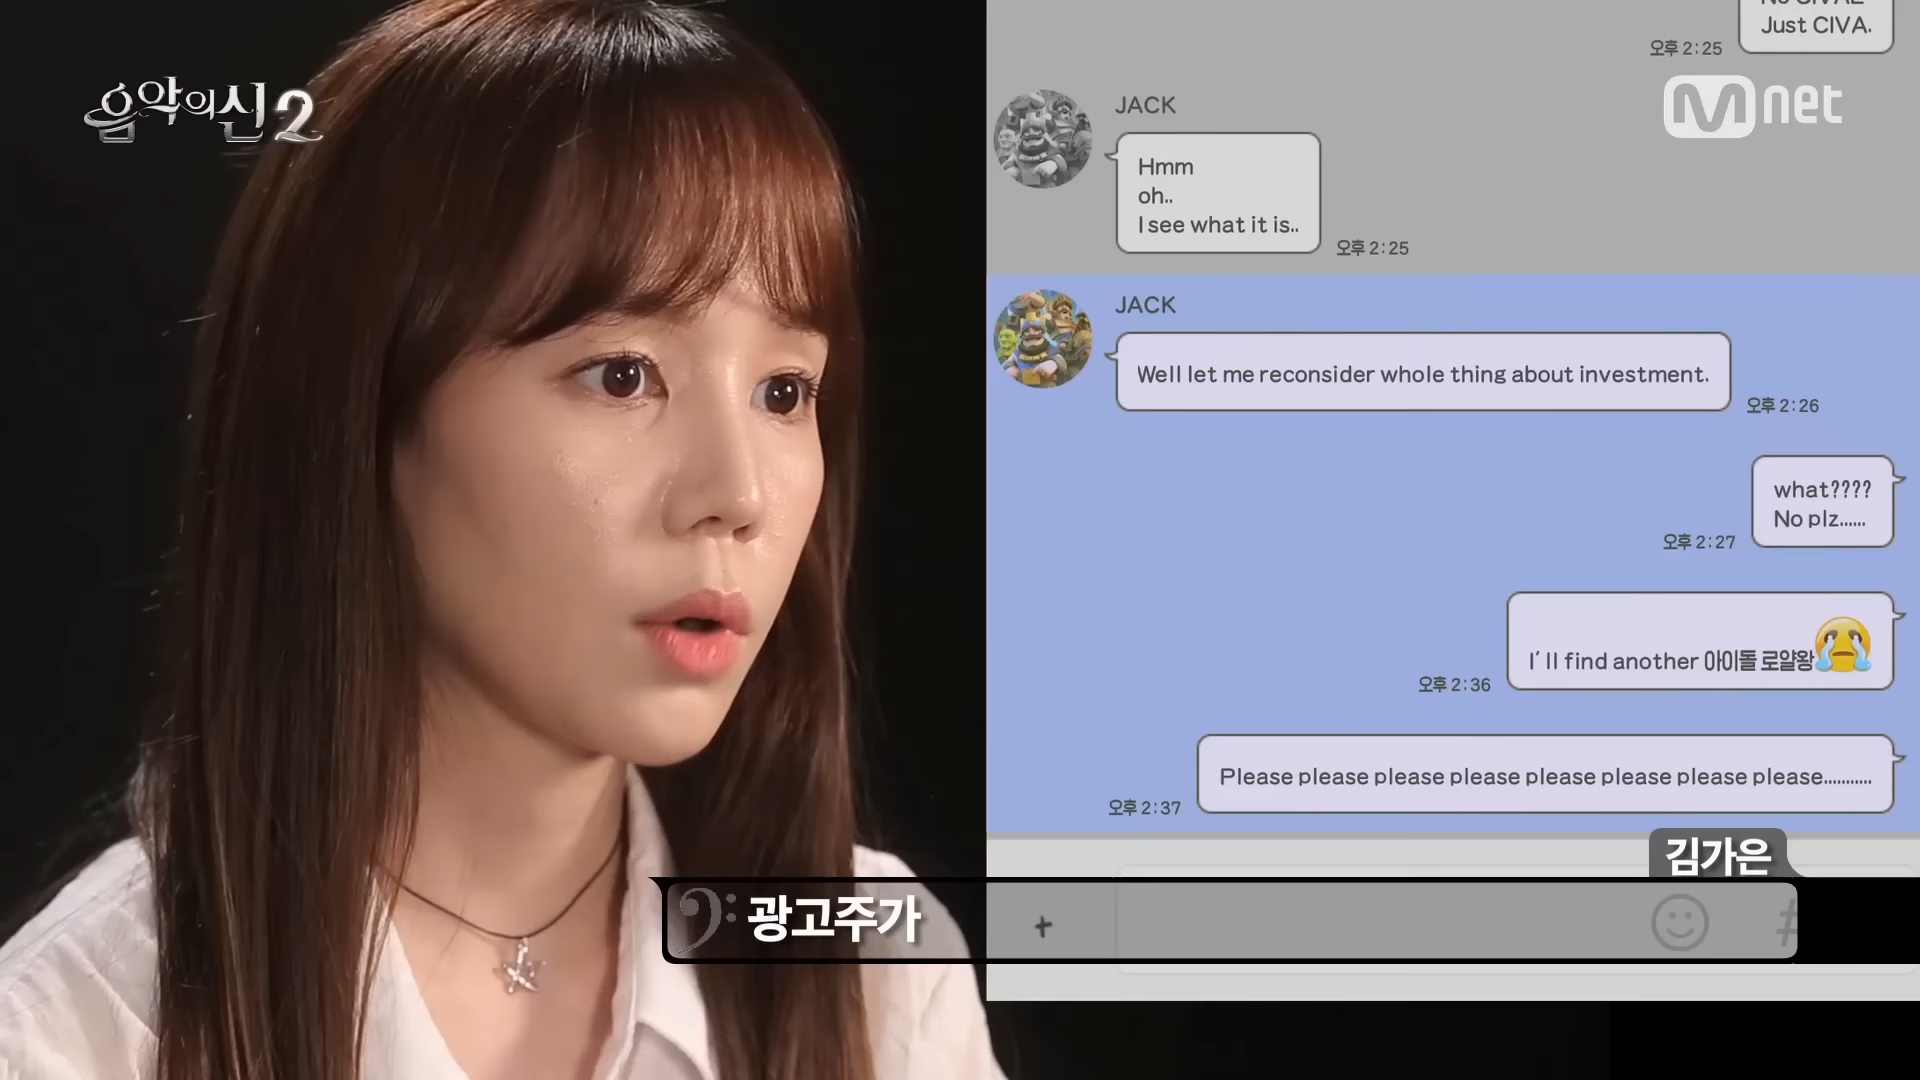 음악의신2
Mnet
Just CIVA.
오후 2:25
JACK
Hmm
oh..
I see what it is..
오후 2:25
JACK
Well let me reconsider whole thing about investment.
오후 2:26
what????
No plz......
오후 2:27
I'll find another 아이돌 로얄왕😭
오후 2:36
Please please please please please please please please...........
오후 2:37
김가은
광고주가
+
#